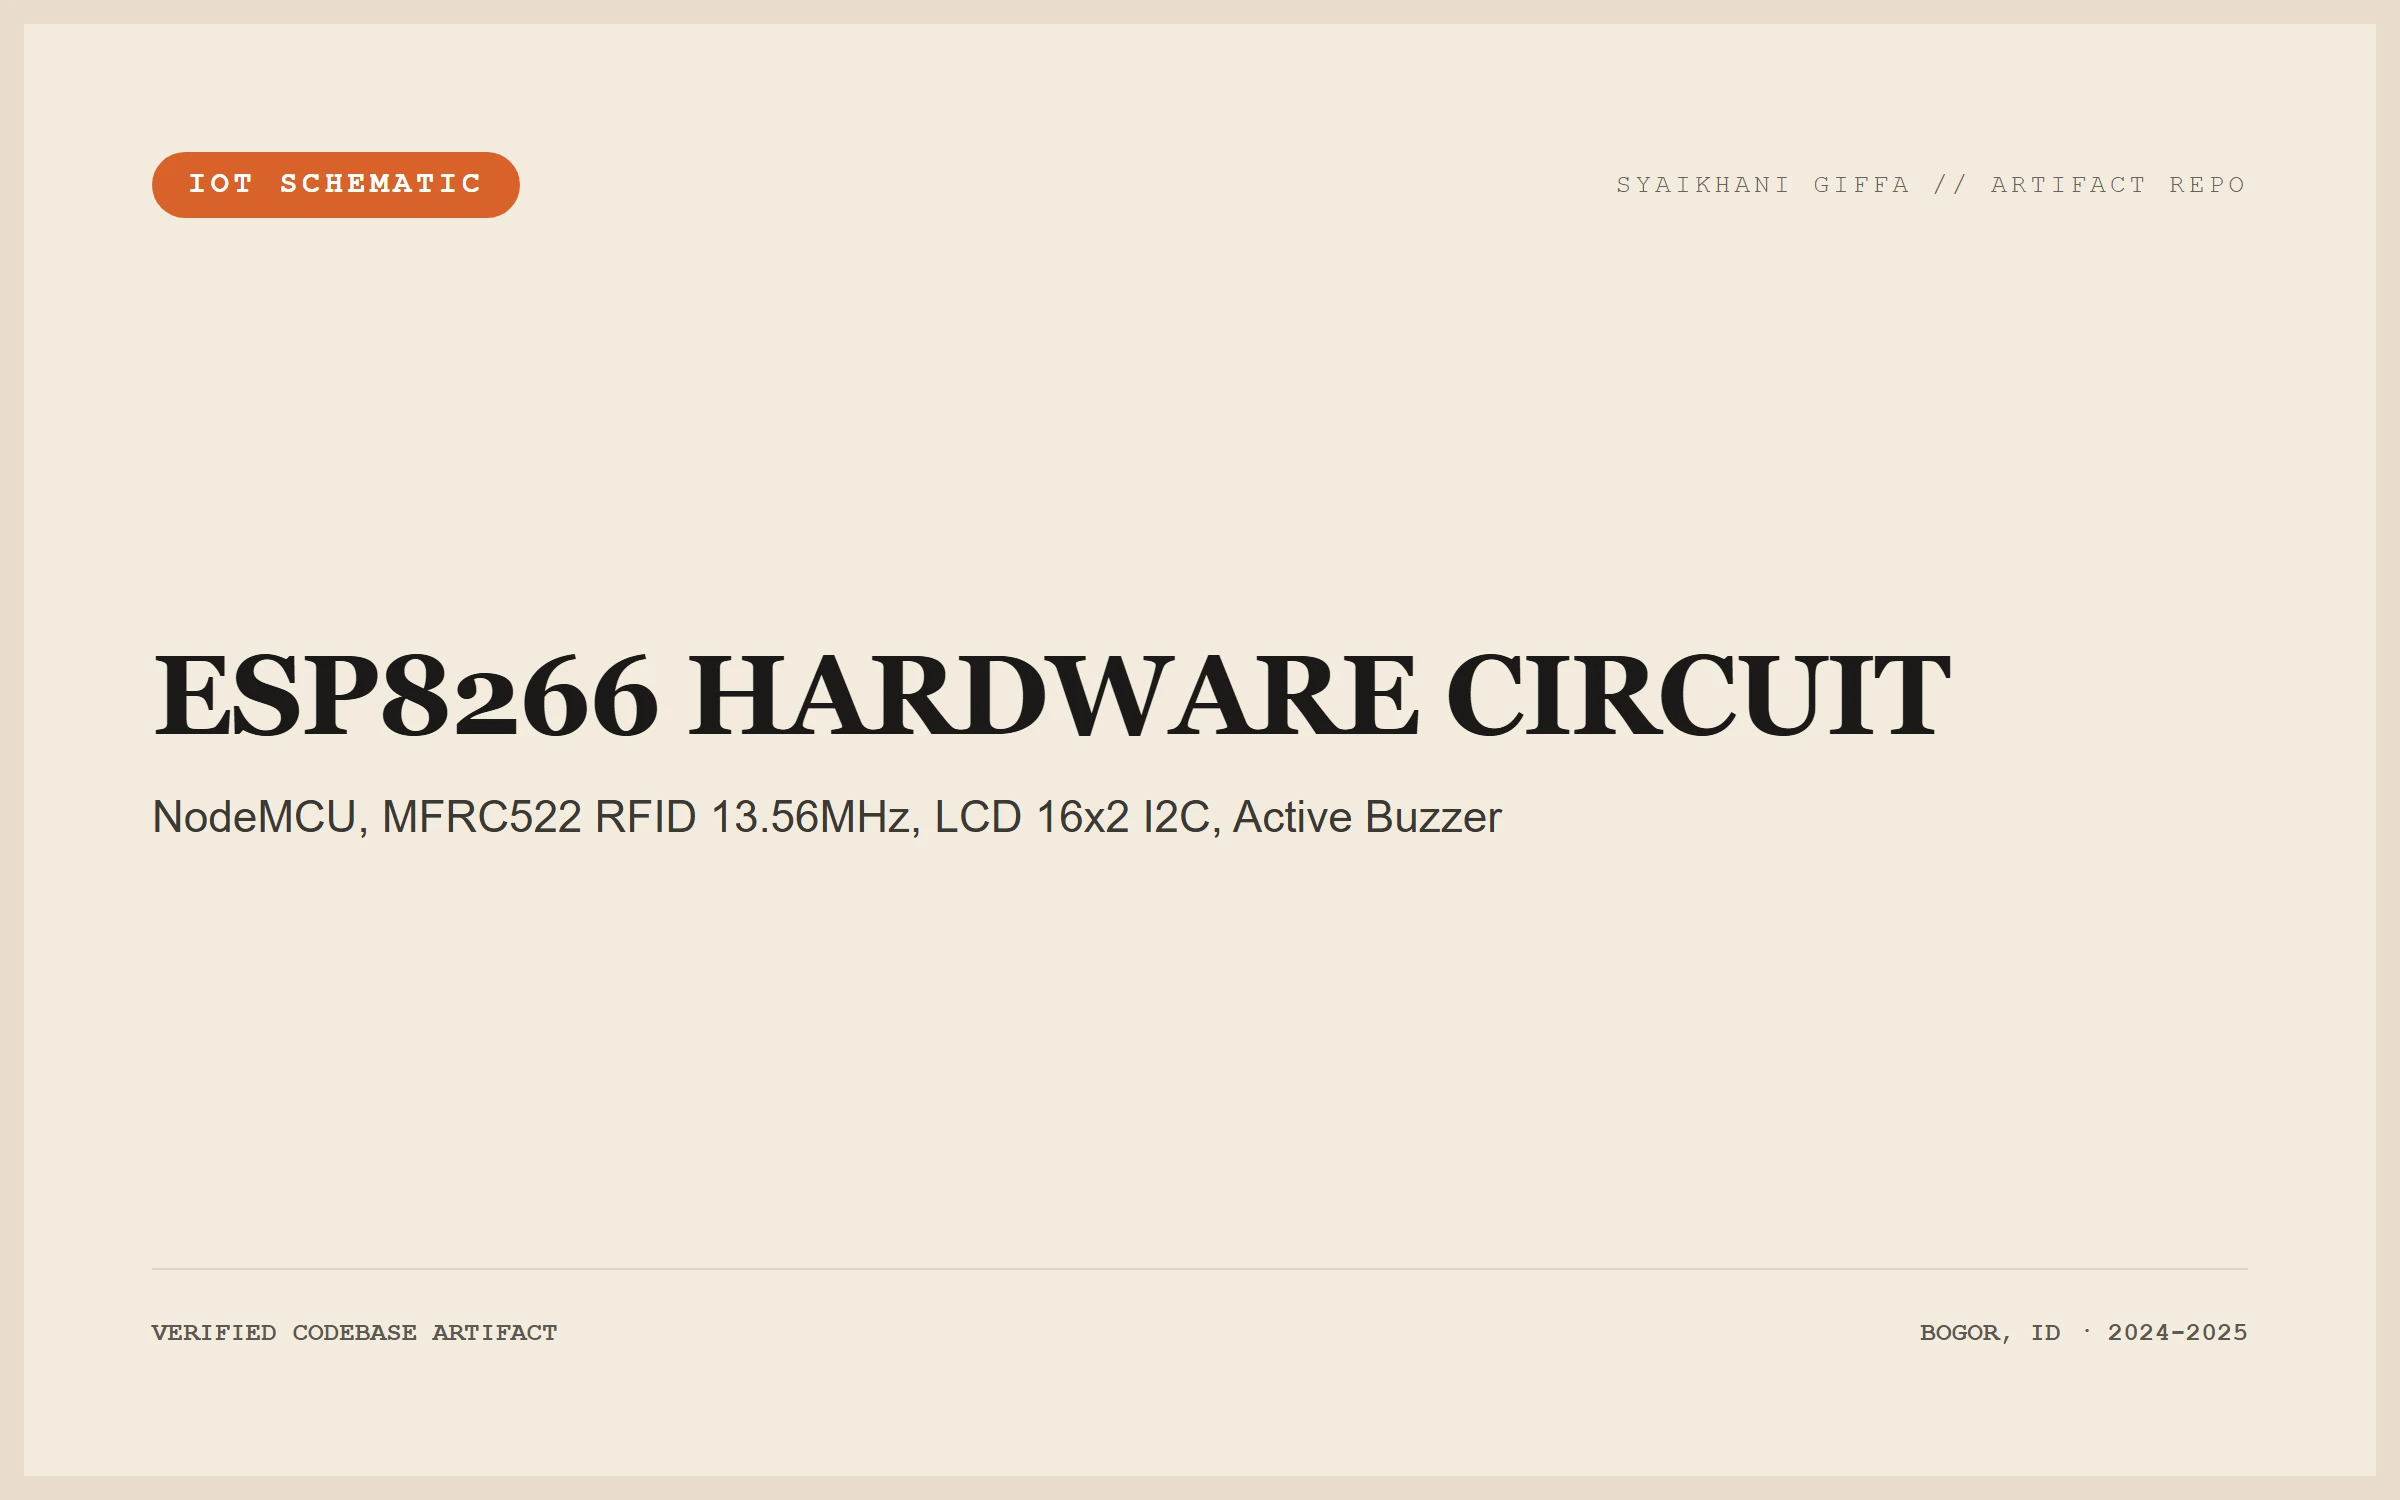 IOT SCHEMATIC
SYAIKHANI GIFFA // ARTIFACT REPO
ESP8266 HARDWARE CIRCUIT
NodeMCU, MFRC522 RFID 13.56MHz, LCD 16x2 I2C, Active Buzzer
VERIFIED CODEBASE ARTIFACT
BOGOR, ID · 2024–2025